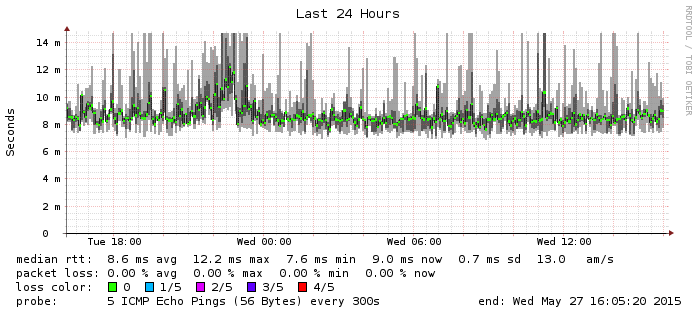 Last 24 Hours
RRDTOOL / TOBI OETIKER
Seconds
14 m
12 m
10 m
8 m
6 m
4 m
2 m
0
Tue 18:00 Wed 00:00 Wed 06:00 Wed 12:00
median rtt: 8.6 ms avg 12.2 ms max 7.6 ms min 9.0 ms now 0.7 ms sd 13.0 am/s
packet loss: 0.00 % avg 0.00 % max 0.00 % min 0.00 % now
loss color: 0 1/5 2/5 3/5 4/5
probe: 5 ICMP Echo Pings (56 Bytes) every 300s end: Wed May 27 16:05:20 2015